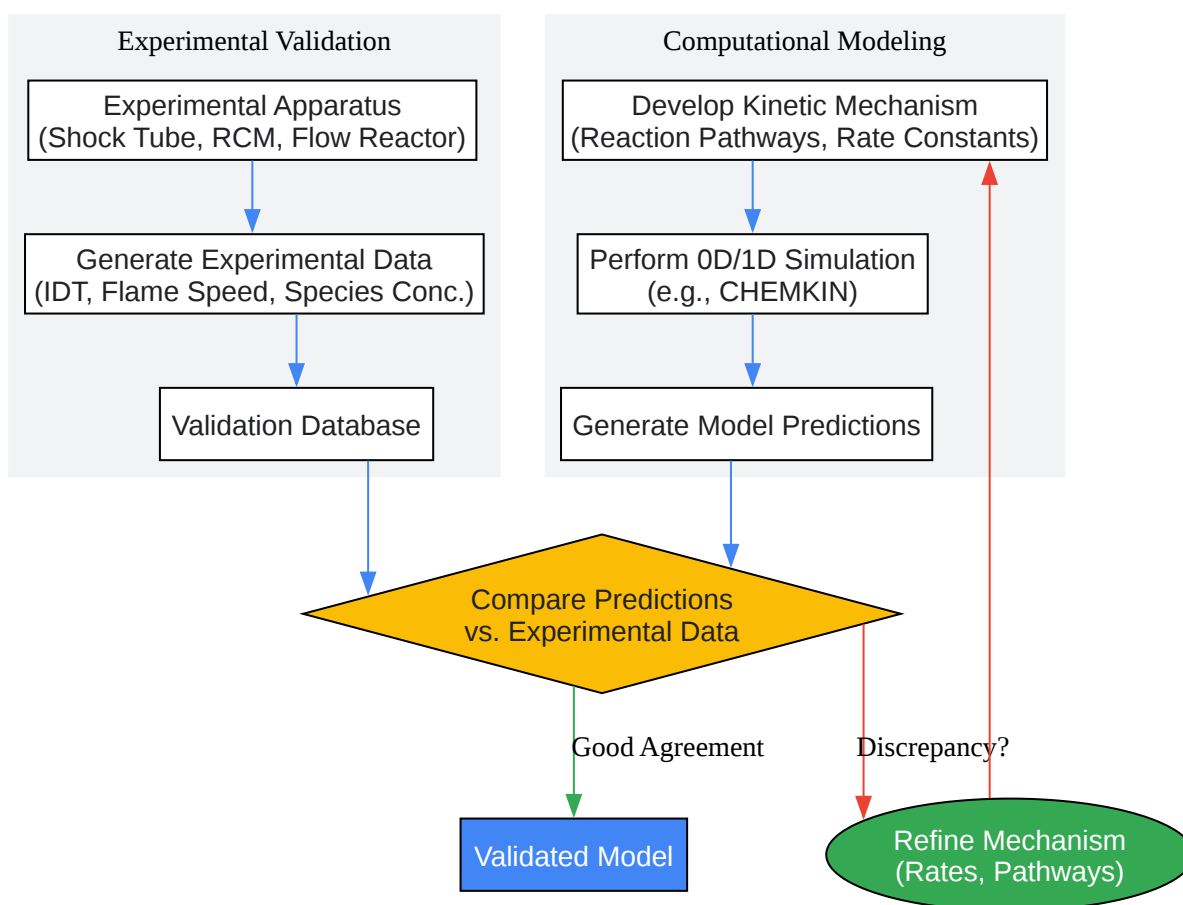 Experimental Validation
Experimental Apparatus
(Shock Tube, RCM, Flow Reactor)
Generate Experimental Data
(IDT, Flame Speed, Species Conc.)
Validation Database
Computational Modeling
Develop Kinetic Mechanism
(Reaction Pathways, Rate Constants)
Perform 0D/1D Simulation
(e.g., CHEMKIN)
Generate Model Predictions
Compare Predictions
vs. Experimental Data
Good Agreement
Discrepancy?
Validated Model
Refine Mechanism
(Rates, Pathways)